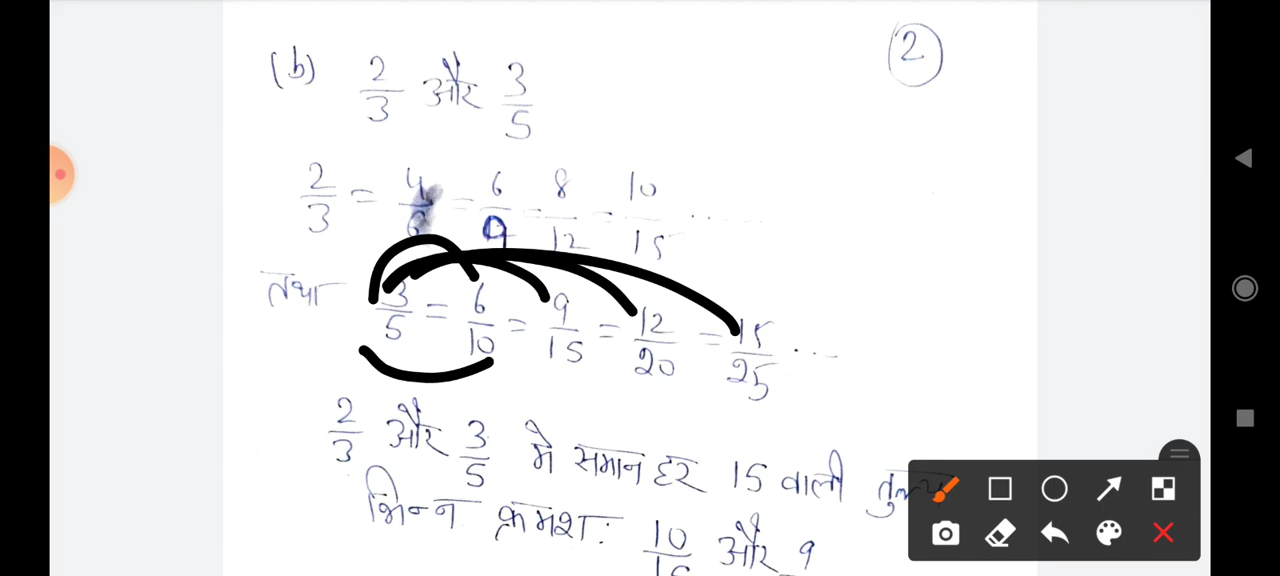 (b) 2/3 और 3/5 2
2/3 = 4/6 = 6/9 = 8/12 = 10/15 ......
तथा 3/5 = 6/10 = 9/15 = 12/20 = 15/25 ...
2/3 और 3/5 मे समान हर 15 वाली
भिन्न क्रमश: 10/15 और 9